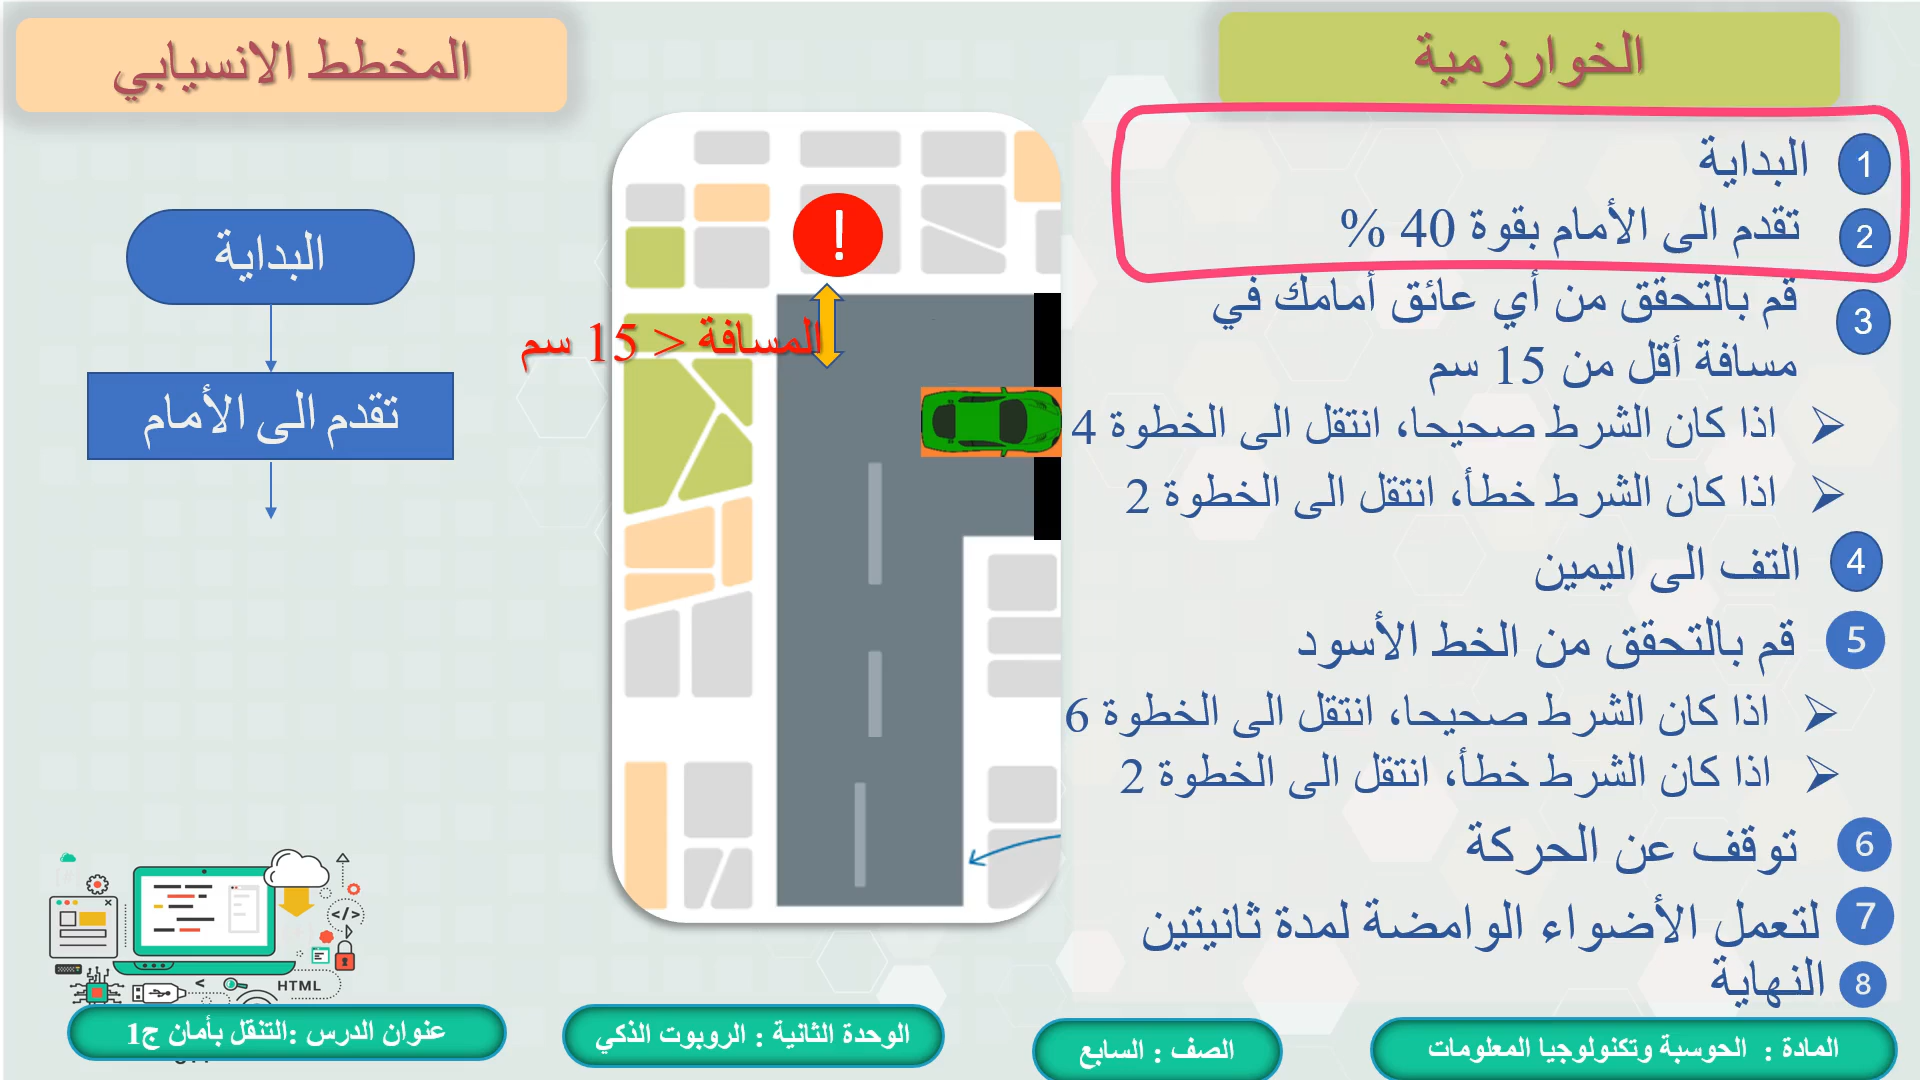 الخوارزمية
المخطط الانسيابي
1 البداية
2 تقدم الى الأمام بقوة 40 %
3 قم بالتحقق من أي عائق أمامك في
مسافة أقل من 15 سم
اذا كان الشرط صحيحا، انتقل الى الخطوة 4
اذا كان الشرط خطأ، انتقل الى الخطوة 2
4 التف الى اليمين
5 قم بالتحقق من الخط الأسود
اذا كان الشرط صحيحا، انتقل الى الخطوة 6
اذا كان الشرط خطأ، انتقل الى الخطوة 2
6 توقف عن الحركة
7 لتعمل الأضواء الوامضة لمدة ثانيتين
8 النهاية
!
المسافة < 15 سم
البداية
تقدم الى الأمام
</>
HTML
المادة : الحوسبة وتكنولوجيا المعلومات
الصف : السابع
الوحدة الثانية : الروبوت الذكي
عنوان الدرس :التنقل بأمان ج1